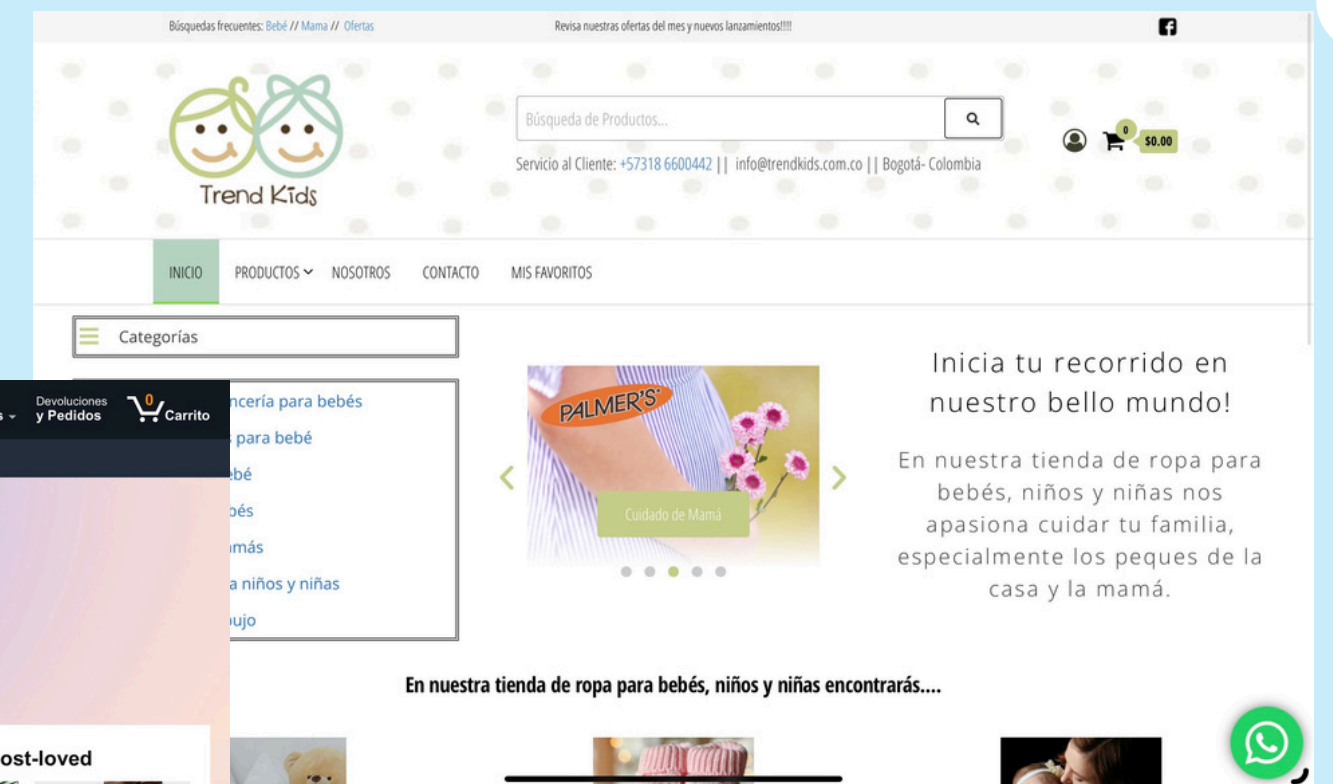 Búsquedas frecuentes: Bebé // Mama // Ofertas
Revisa nuestras ofertas del mes y nuevos lanzamientos!!!!
Trend Kids
Búsqueda de Productos...
0
$0.00
Servicio al Cliente: +57318 6600442 || info@trendkids.com.co || Bogotá- Colombia
INICIO PRODUCTOS NOSOTROS CONTACTO MIS FAVORITOS
Categorías
para bebés
para bebé
niños y niñas
PALMER'S
Cuidado de Mamá
Inicia tu recorrido en
nuestro bello mundo!
En nuestra tienda de ropa para
bebés, niños y niñas nos
apasiona cuidar tu familia,
especialmente los peques de la
casa y la mamá.
Devoluciones
y Pedidos
0
Carrito
En nuestra tienda de ropa para bebés, niños y niñas encontrarás....